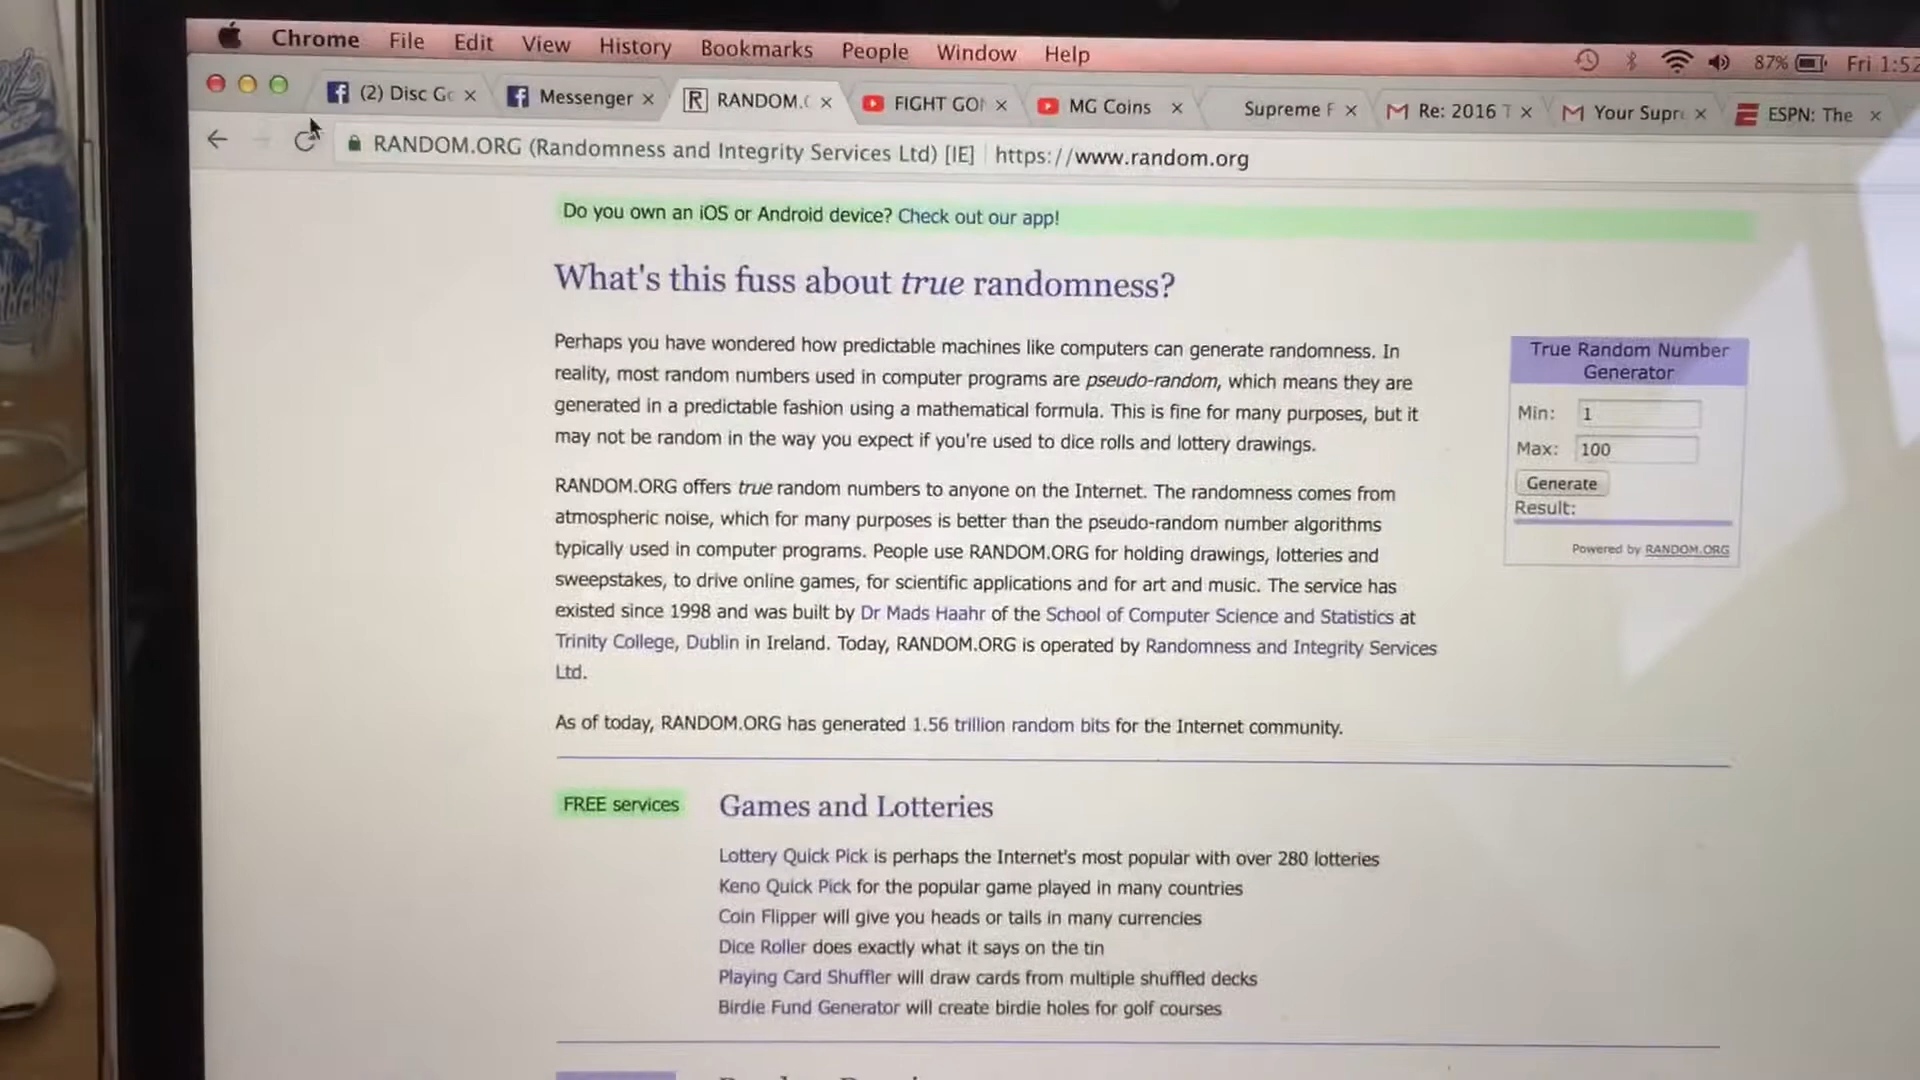 Chrome File Edit View History Bookmarks People Window Help 87% Fri 1:52
(2) Disc Go Messenger RANDOM. FIGHT GO MG Coins Supreme F Re: 2016 T Your Supr ESPN: The
RANDOM.ORG (Randomness and Integrity Services Ltd) [IE] https://www.random.org
Do you own an iOS or Android device? Check out our app!
What's this fuss about true randomness?
Perhaps you have wondered how predictable machines like computers can generate randomness. In
reality, most random numbers used in computer programs are pseudo-random, which means they are
generated in a predictable fashion using a mathematical formula. This is fine for many purposes, but it
may not be random in the way you expect if you're used to dice rolls and lottery drawings.
RANDOM.ORG offers true random numbers to anyone on the Internet. The randomness comes from
atmospheric noise, which for many purposes is better than the pseudo-random number algorithms
typically used in computer programs. People use RANDOM.ORG for holding drawings, lotteries and
sweepstakes, to drive online games, for scientific applications and for art and music. The service has
existed since 1998 and was built by Dr Mads Haahr of the School of Computer Science and Statistics at
Trinity College, Dublin in Ireland. Today, RANDOM.ORG is operated by Randomness and Integrity Services
Ltd.
As of today, RANDOM.ORG has generated 1.56 trillion random bits for the Internet community.
True Random Number
Generator
Min: 1
Max: 100
Generate
Result:
Powered by RANDOM.ORG
FREE services
Games and Lotteries
Lottery Quick Pick is perhaps the Internet's most popular with over 280 lotteries
Keno Quick Pick for the popular game played in many countries
Coin Flipper will give you heads or tails in many currencies
Dice Roller does exactly what it says on the tin
Playing Card Shuffler will draw cards from multiple shuffled decks
Birdie Fund Generator will create birdie holes for golf courses